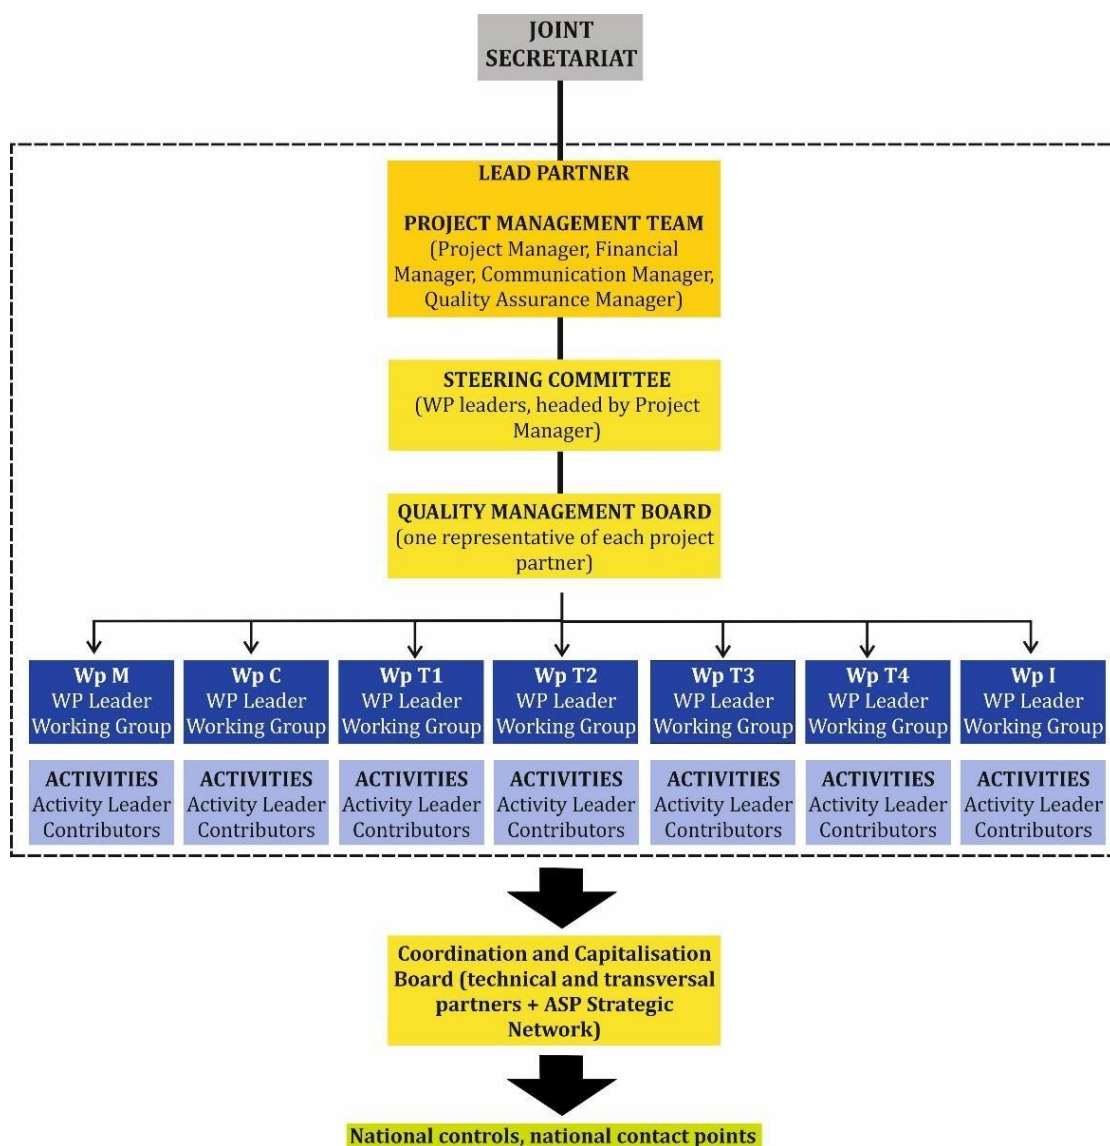 JOINT
SECRETARIAT
LEAD PARTNER
PROJECT MANAGEMENT TEAM
(Project Manager, Financial
Manager, Communication Manager,
Quality Assurance Manager)
STEERING COMMITTEE
(WP leaders, headed by Project
Manager)
QUALITY MANAGEMENT BOARD
(one representative of each project
partner)
Wp M
WP Leader
Working Group
Wp C
WP Leader
Working Group
Wp T1
WP Leader
Working Group
Wp T2
WP Leader
Working Group
Wp T3
WP Leader
Working Group
Wp T4
WP Leader
Working Group
Wp I
WP Leader
Working Group
ACTIVITIES
Activity Leader
Contributors
ACTIVITIES
Activity Leader
Contributors
ACTIVITIES
Activity Leader
Contributors
ACTIVITIES
Activity Leader
Contributors
ACTIVITIES
Activity Leader
Contributors
ACTIVITIES
Activity Leader
Contributors
ACTIVITIES
Activity Leader
Contributors
Coordination and Capitalisation
Board (technical and transversal
partners + ASP Strategic
Network)
National controls, national contact points